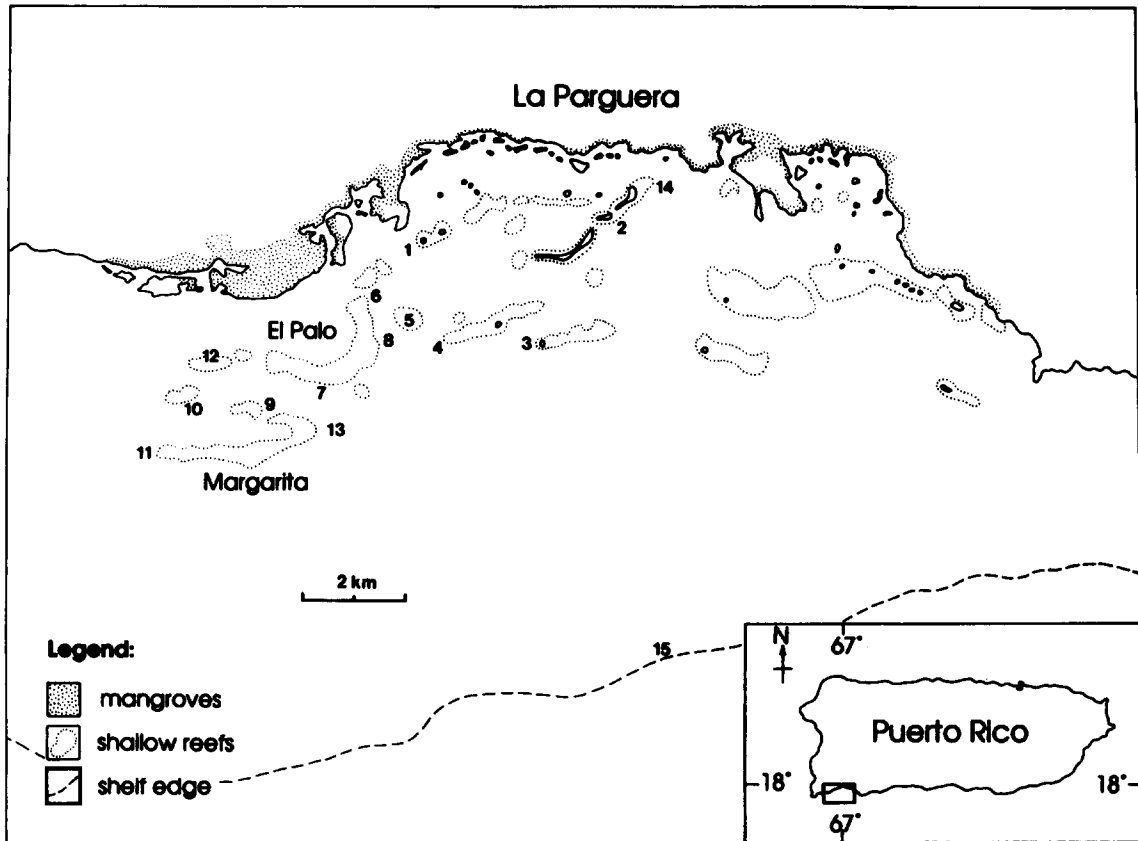 La Parguera
14
1
2
6
El Palo
5
8
4
3
12
7
10
9
13
11
Margarita
2 km
15
Legend:
mangroves
shallow reefs
shelf edge
N
67°
Puerto Rico
18°
18°
67°